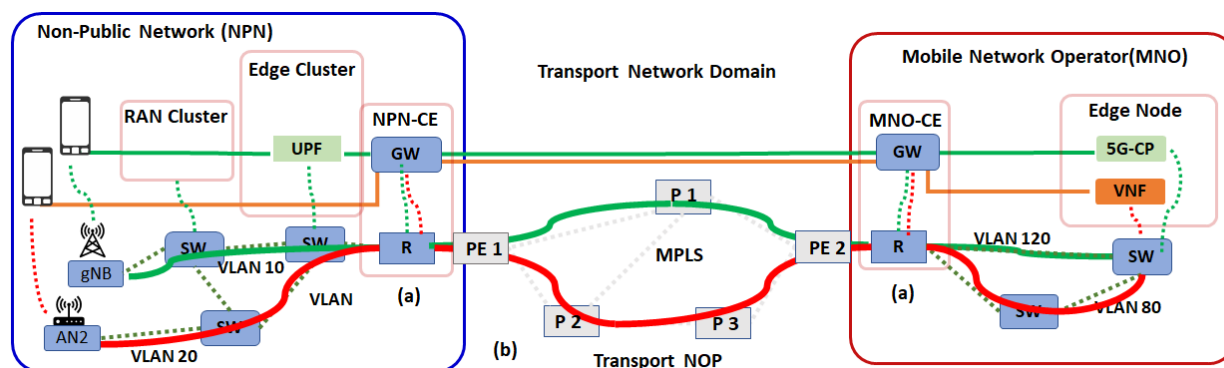 Non-Public Network (NPN)
Edge Cluster
RAN Cluster
NPN-CE
UPF
GW
SW
SW
R
gNB
VLAN 10
VLAN
(a)
AN2
SW
VLAN 20
Transport Network Domain
P 1
PE 1
MPLS
PE 2
P 2
P 3
(b)
Transport NOP
Mobile Network Operator(MNO)
MNO-CE
Edge Node
GW
5G-CP
VNF
R
VLAN 120
SW
(a)
SW
VLAN 80